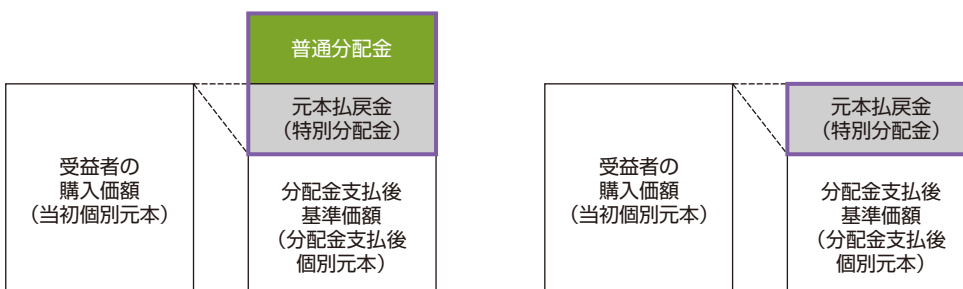 普通分配金
元本払戻金
（特別分配金）
受益者の
購入価額
（当初個別元本）
分配金支払後
基準価額
（分配金支払後
個別元本）
元本払戻金
（特別分配金）
受益者の
購入価額
（当初個別元本）
分配金支払後
基準価額
（分配金支払後
個別元本）